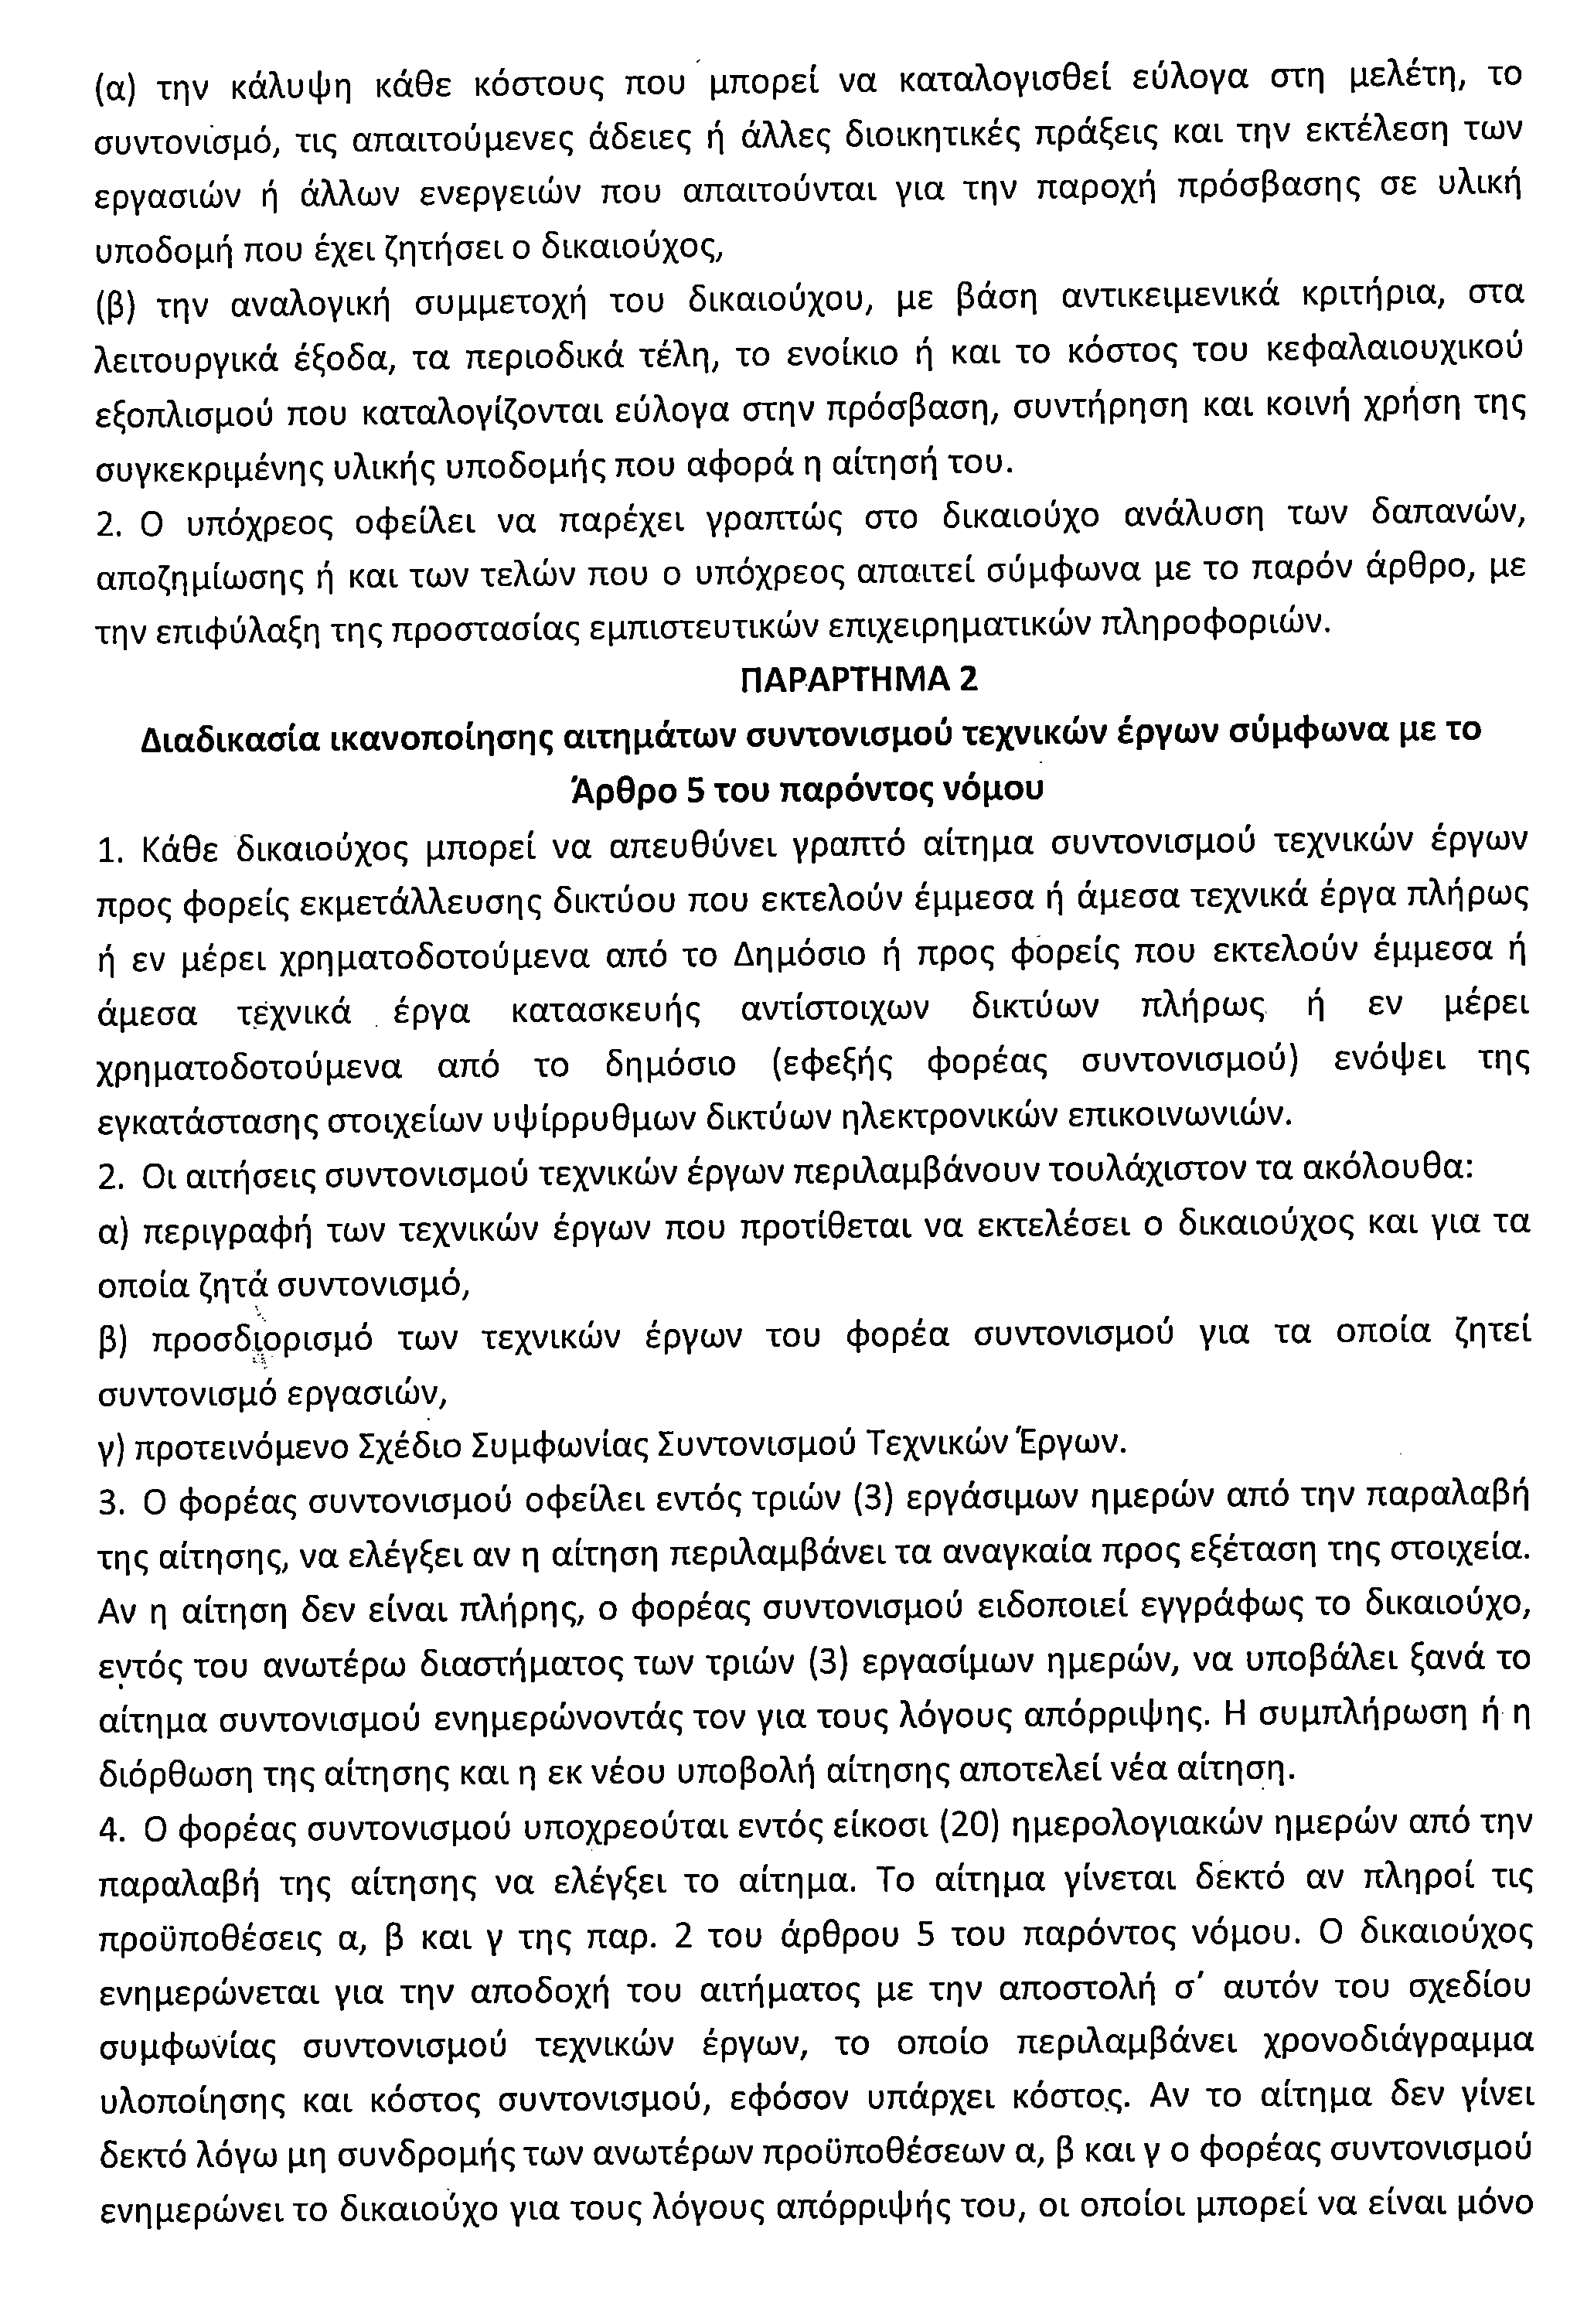 (α) την κάλυψη κάθε κόστους που μπορεί να καταλογισθεί εύλογα στη μελέτη, το
συντονισμό, τις απαιτούμενες άδειες ή άλλες διοικητικές πράξεις και την εκτέλεση των
εργασιών ή άλλων ενεργειών που απαιτούνται για την παροχή πρόσβασης σε υλική
υποδομή που έχει ζητήσει ο δικαιούχος,
(β) την αναλογική συμμετοχή του δικαιούχου, με βάση αντικειμενικά κριτήρια, στα
λειτουργικά έξοδα, τα περιοδικά τέλη, το ενοίκιο ή και το κόστος του κεφαλαιουχικού
εξοπλισμού που καταλογίζονται εύλογα στην πρόσβαση, συντήρηση και κοινή χρήση της
συγκεκριμένης υλικής υποδομής που αφορά η αίτησή του.
2. Ο υπόχρεος οφείλει να παρέχει γραπτώς στο δικαιούχο ανάλυση των δαπανών,
αποζημίωσης ή και των τελών που ο υπόχρεος απαιτεί σύμφωνα με το παρόν άρθρο, με
την επιφύλαξη της προστασίας εμπιστευτικών επιχειρηματικών πληροφοριών.
ΠΑΡΑΡΤΗΜΑ 2
Διαδικασία ικανοποίησης αιτημάτων συντονισμού τεχνικών έργων σύμφωνα με το
Άρθρο 5 του παρόντος νόμου
1. Κάθε δικαιούχος μπορεί να απευθύνει γραπτό αίτημα συντονισμού τεχνικών έργων
προς φορείς εκμετάλλευσης δικτύου που εκτελούν έμμεσα ή άμεσα τεχνικά έργα πλήρως
ή εν μέρει χρηματοδοτούμενα από το Δημόσιο ή προς φορείς που εκτελούν έμμεσα ή
άμεσα τεχνικά έργα κατασκευής αντίστοιχων δικτύων πλήρως ή εν μέρει
χρηματοδοτούμενα από το δημόσιο (εφεξής φορέας συντονισμού) ενόψει της
εγκατάστασης στοιχείων υψίρρυθμων δικτύων ηλεκτρονικών επικοινωνιών.
2. Οι αιτήσεις συντονισμού τεχνικών έργων περιλαμβάνουν τουλάχιστον τα ακόλουθα:
α) περιγραφή των τεχνικών έργων που προτίθεται να εκτελέσει ο δικαιούχος και για τα
οποία ζητά συντονισμό,
β) προσδιορισμό των τεχνικών έργων του φορέα συντονισμού για τα οποία ζητεί
συντονισμό εργασιών,
γ) προτεινόμενο Σχέδιο Συμφωνίας Συντονισμού Τεχνικών Έργων.
3. Ο φορέας συντονισμού οφείλει εντός τριών (3) εργάσιμων ημερών από την παραλαβή
της αίτησης, να ελέγξει αν η αίτηση περιλαμβάνει τα αναγκαία προς εξέταση της στοιχεία.
Αν η αίτηση δεν είναι πλήρης, ο φορέας συντονισμού ειδοποιεί εγγράφως το δικαιούχο,
εντός του ανωτέρω διαστήματος των τριών (3) εργασίμων ημερών, να υποβάλει ξανά το
αίτημα συντονισμού ενημερώνοντάς τον για τους λόγους απόρριψης. Η συμπλήρωση ή η
διόρθωση της αίτησης και η εκ νέου υποβολή αίτησης αποτελεί νέα αίτηση.
4. Ο φορέας συντονισμού υποχρεούται εντός είκοσι (20) ημερολογιακών ημερών από την
παραλαβή της αίτησης να ελέγξει το αίτημα. Το αίτημα γίνεται δεκτό αν πληροί τις
προϋποθέσεις α, β και γ της παρ. 2 του άρθρου 5 του παρόντος νόμου. Ο δικαιούχος
ενημερώνεται για την αποδοχή του αιτήματος με την αποστολή σ΄ αυτόν του σχεδίου
συμφωνίας συντονισμού τεχνικών έργων, το οποίο περιλαμβάνει χρονοδιάγραμμα
υλοποίησης και κόστος συντονισμού, εφόσον υπάρχει κόστος. Αν το αίτημα δεν γίνει
δεκτό λόγω μη συνδρομής των ανωτέρων προϋποθέσεων α, β και γ ο φορέας συντονισμού
ενημερώνει το δικαιούχο για τους λόγους απόρριψής του, οι οποίοι μπορεί να είναι μόνο